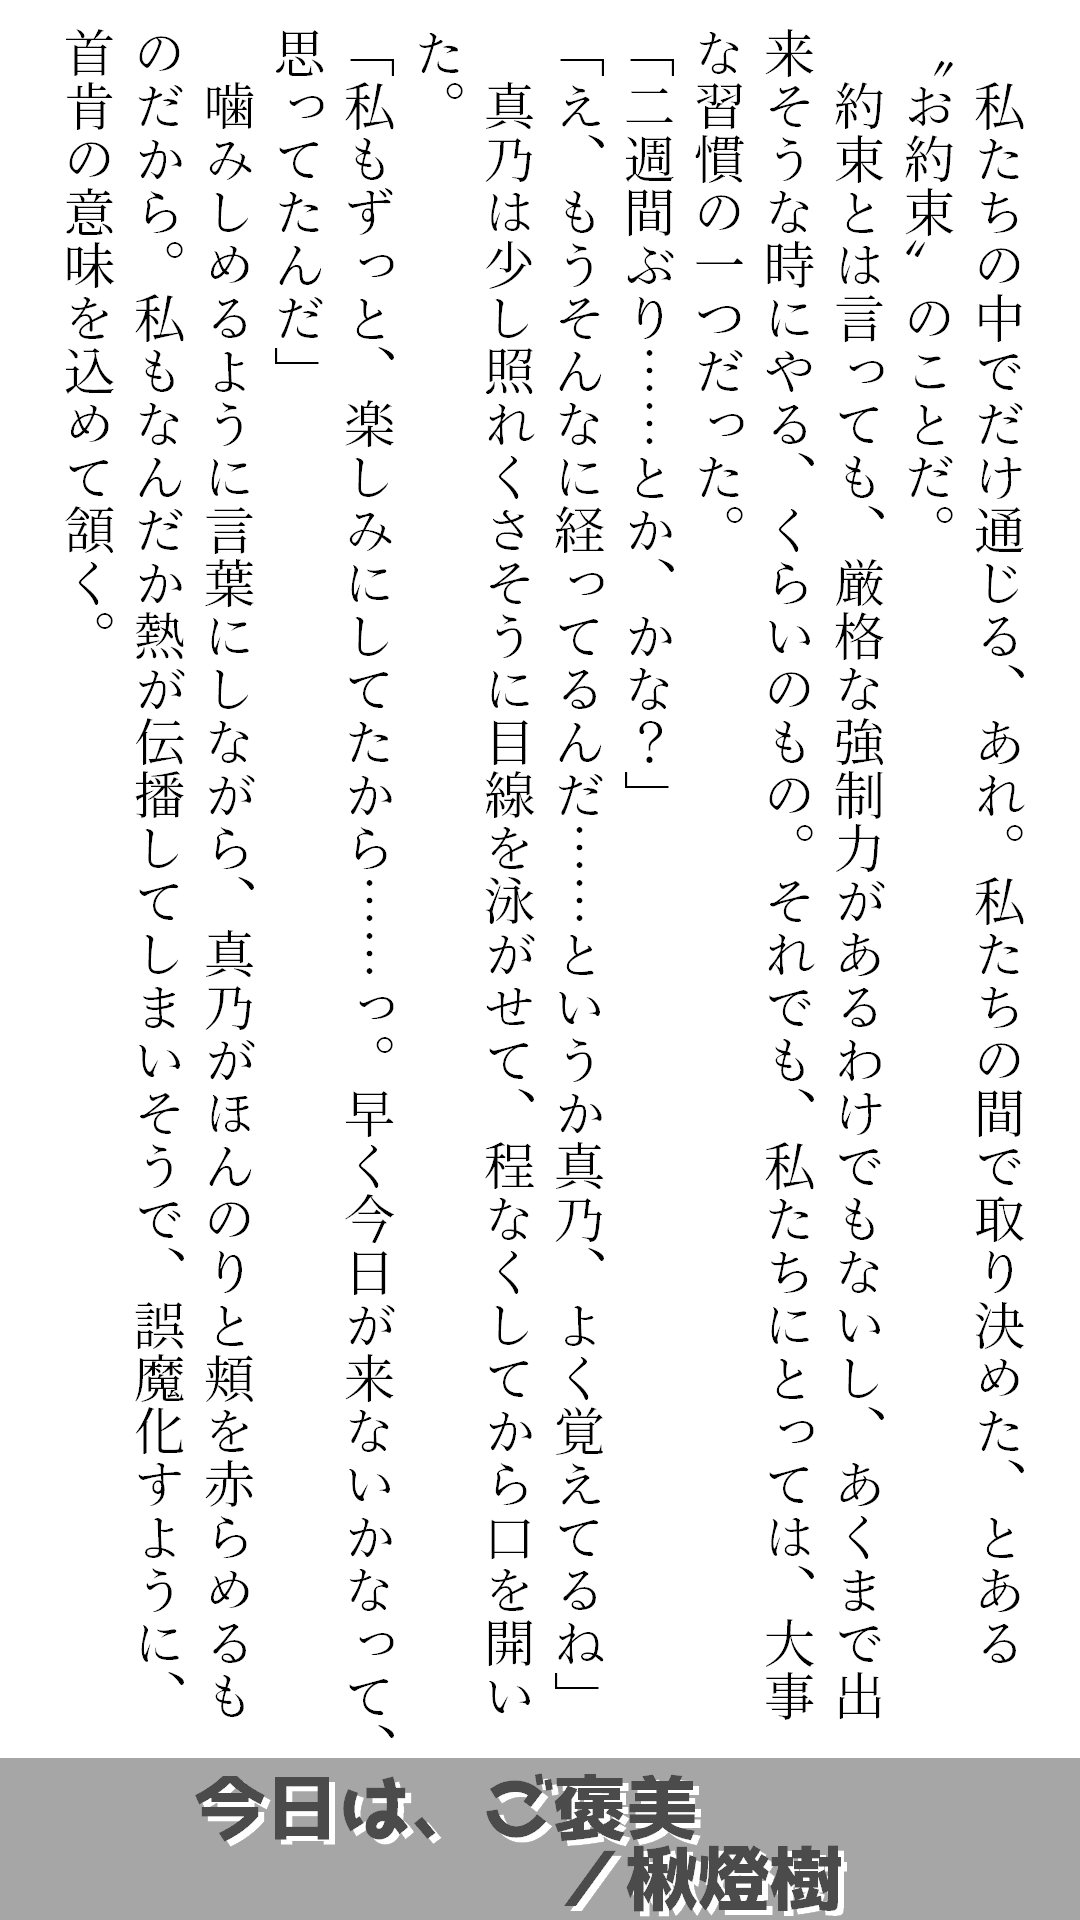 私たちの中でだけ通じる、あれ。私たちの間で取り決めた、とある
〝お約束〟のことだ。
　約束とは言っても、厳格な強制力があるわけでもないし、あくまで出
来そうな時にやる、くらいのもの。それでも、私たちにとっては、大事
な習慣の一つだった。
「二週間ぶり……とか、かな？」
「え、もうそんなに経ってるんだ……というか真乃、よく覚えてるね」
　真乃は少し照れくさそうに目線を泳がせて、程なくしてから口を開い
た。
「私もずっと、楽しみにしてたから……っ。早く今日が来ないかなって、
思ってたんだ」
　噛みしめるように言葉にしながら、真乃がほんのりと頬を赤らめるも
のだから。私もなんだか熱が伝播してしまいそうで、誤魔化すように、
首肯の意味を込めて頷く。
今日は、ご褒美
／楸燈樹